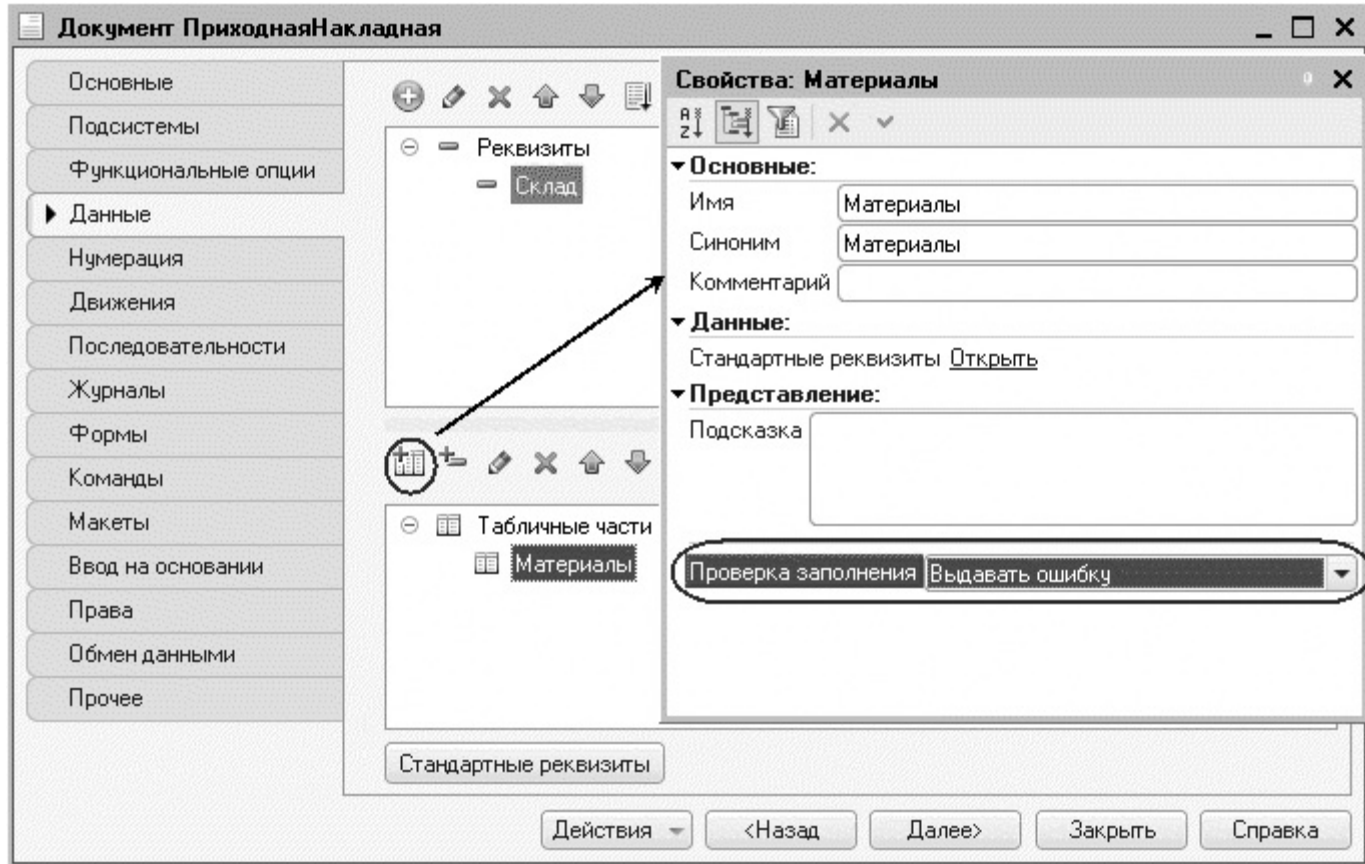 Документ ПриходнаяНакладная
Основные
Подсистемы
Функциональные опции
Данные
Нумерация
Движения
Последовательности
Журналы
Формы
Команды
Макеты
Ввод на основании
Права
Обмен данными
Прочее
Реквизиты
Склад
Табличные части
Материалы
Стандартные реквизиты
Свойства: Материалы
Основные:
Имя Материалы
Синоним Материалы
Комментарий
Данные:
Стандартные реквизиты Открыть
Представление:
Подсказка
Проверка заполнения Выдавать ошибку
Действия <Назад Далее> Закрыть Справка